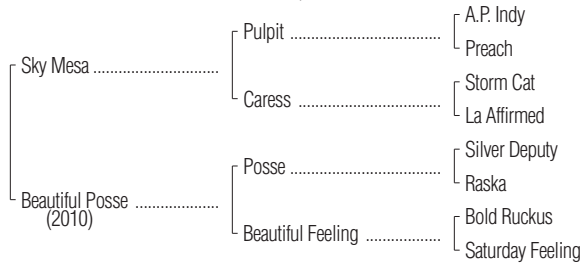 A.P. Indy
Pulpit
Preach
Sky Mesa
Storm Cat
Caress
La Affirmed
Silver Deputy
Posse
Raska
Beautiful Posse
(2010)
Bold Ruckus
Beautiful Feeling
Saturday Feeling